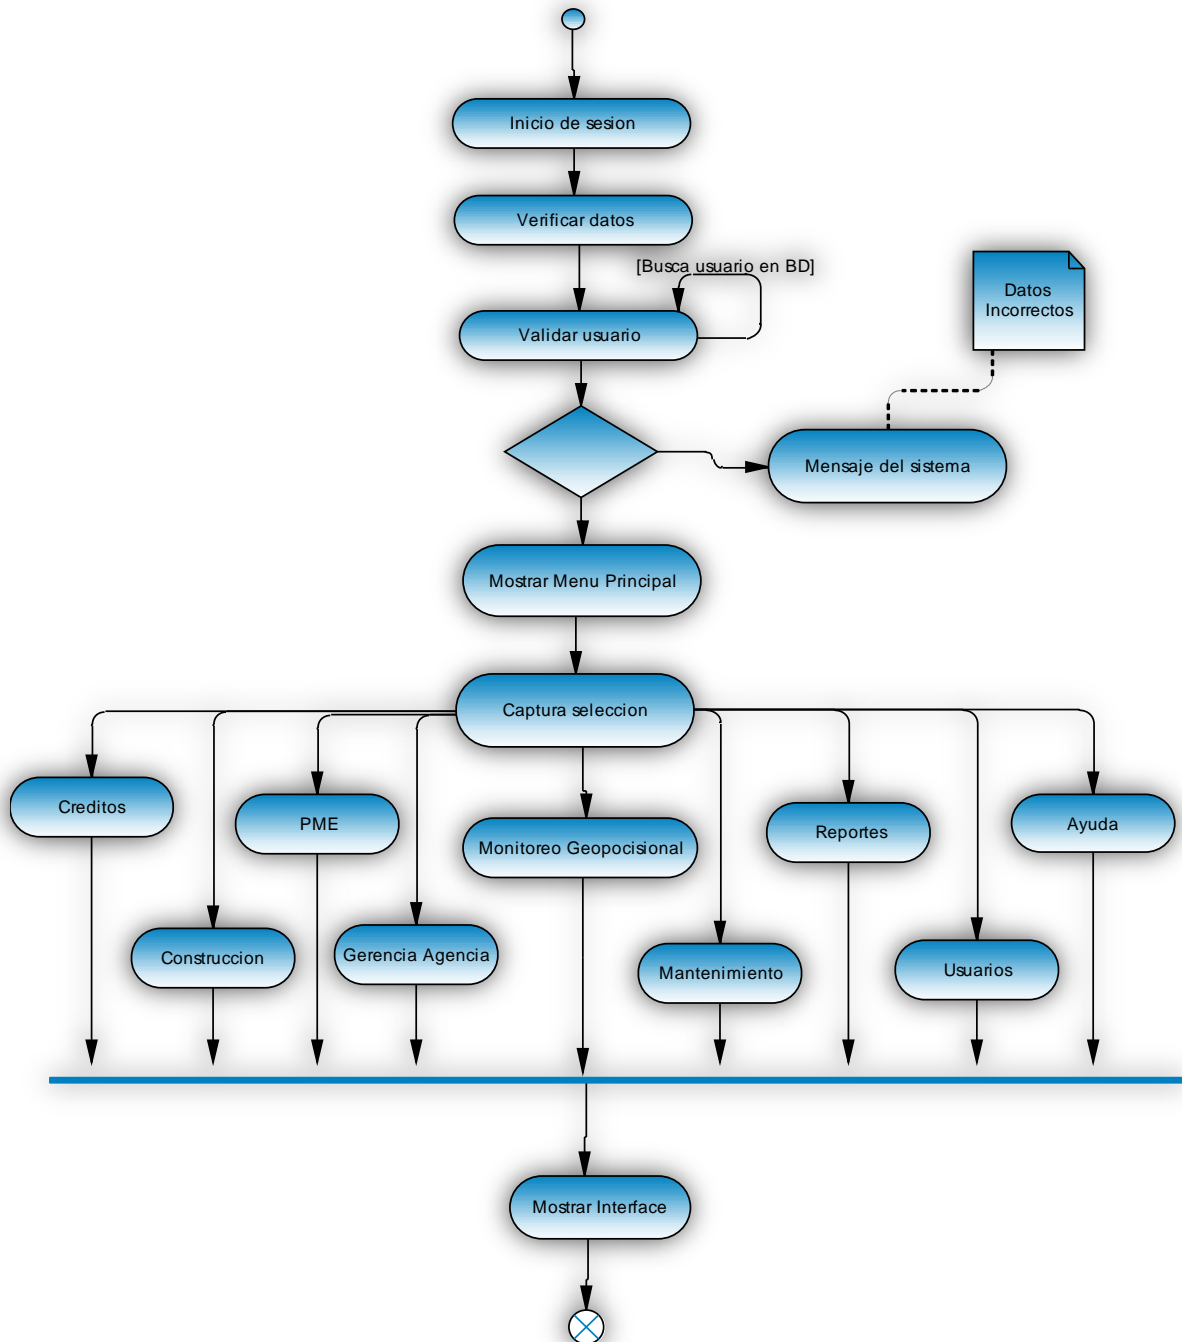 Inicio de sesion
Verificar datos
[Busca usuario en BD]
Datos
Incorrectos
Validar usuario
Mensaje del sistema
Mostrar Menu Principal
Captura seleccion
Creditos
PME
Monitoreo Geopocisional
Reportes
Ayuda
Construccion
Gerencia Agencia
Mantenimiento
Usuarios
Mostrar Interface